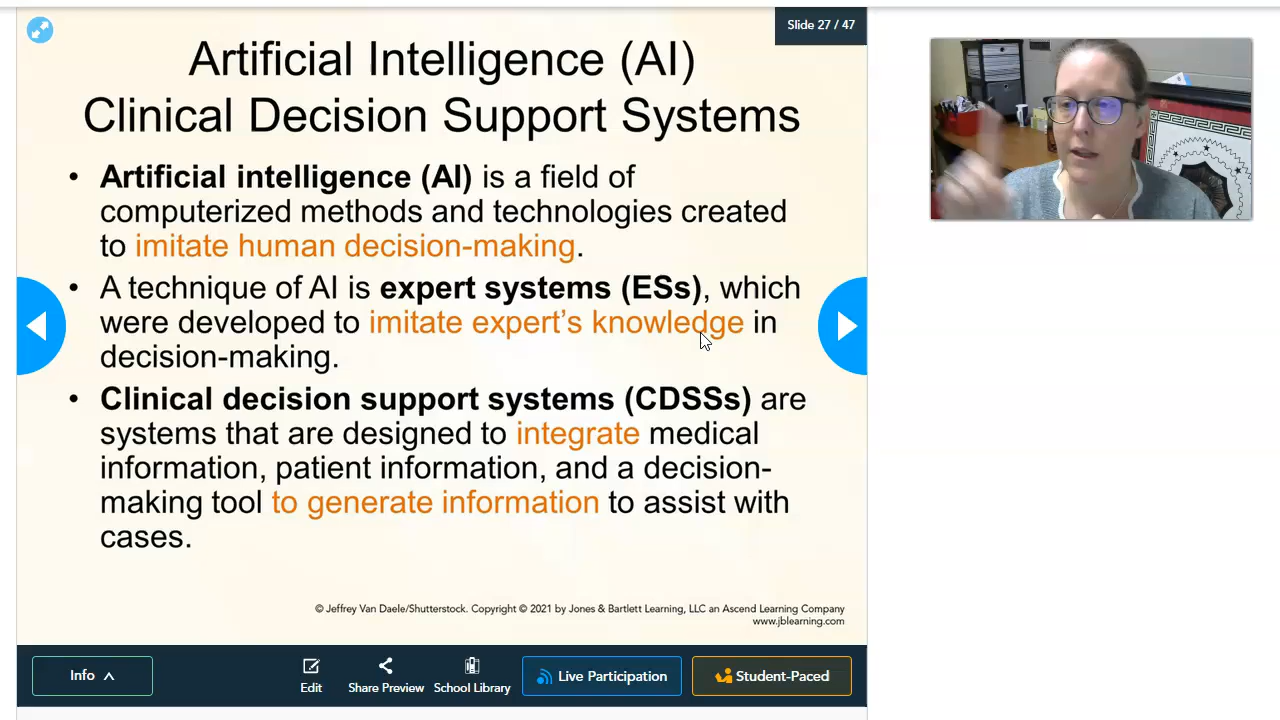 Slide 27 / 47
Artificial Intelligence (AI)
Clinical Decision Support Systems
• Artificial intelligence (AI) is a field of
computerized methods and technologies created
to imitate human decision-making.
• A technique of AI is expert systems (ESs), which
were developed to imitate expert's knowledge in
decision-making.
• Clinical decision support systems (CDSSs) are
systems that are designed to integrate medical
information, patient information, and a decision-
making tool to generate information to assist with
cases.
© Jeffrey Van Daele/Shutterstock. Copyright © 2021 by Jones & Bartlett Learning, LLC an Ascend Learning Company
www.jblearning.com
Info
Edit
Share Preview
School Library
Live Participation
Student-Paced